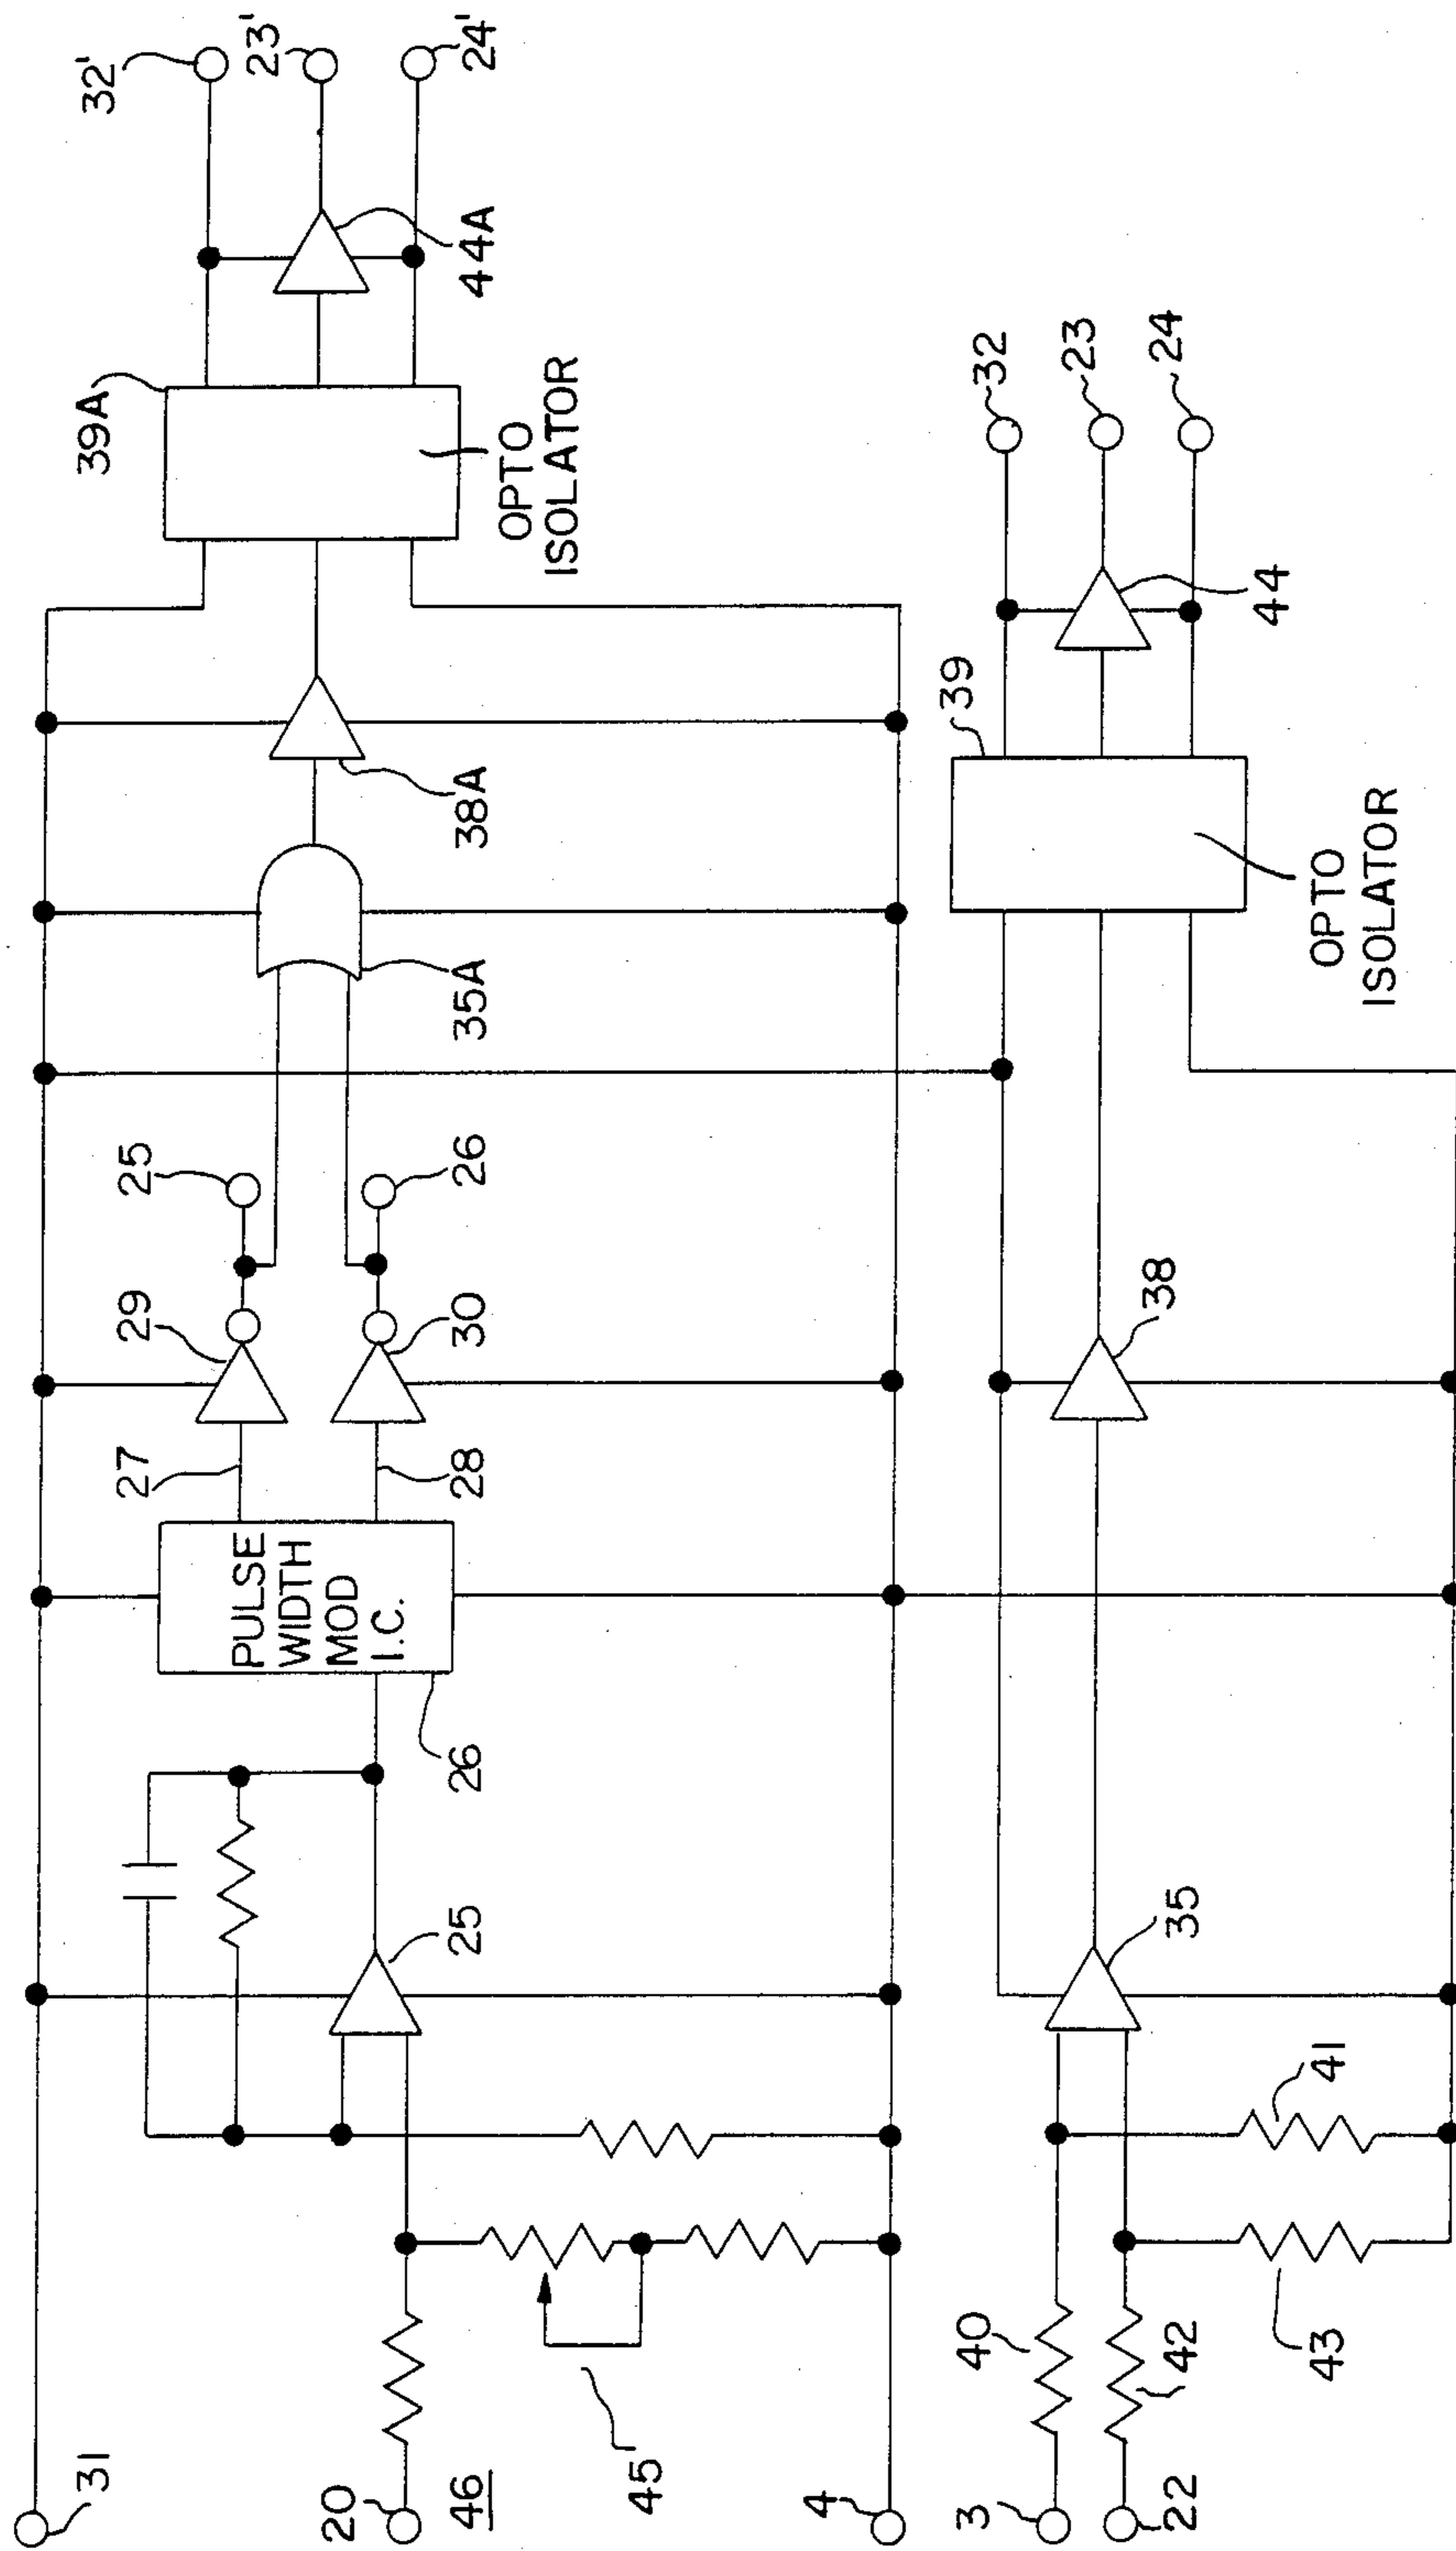 31
20
46
45
4
25
26
PULSE
WIDTH
MOD
I.C.
27
28
29
30
25
26
35A
38A
39A
OPTO
ISOLATOR
44A
32'
23'
24'
3
22
40
42
43
41
35
38
39
OPTO
ISOLATOR
44
32
23
24